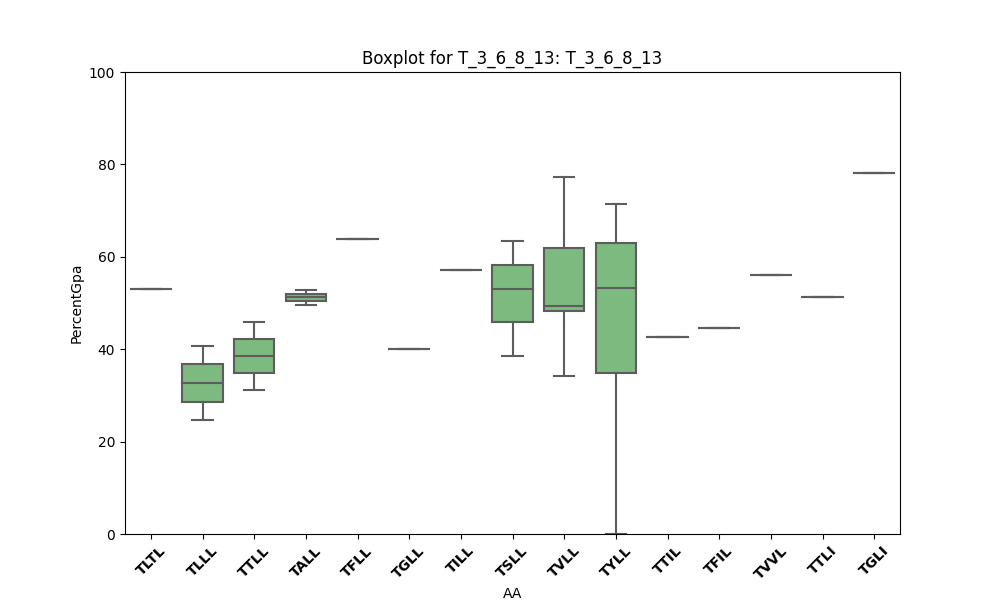 Boxplot for T_3_6_8_13: T_3_6_8_13
100
80
60
40
20
0
PercentGpa
TLTL
TLLL
TTLL
TALL
TFLL
TGLL
TILL
TSLL
TVLL
TYLL
TTIL
TFIL
TVVL
TTLI
TGLI
AA